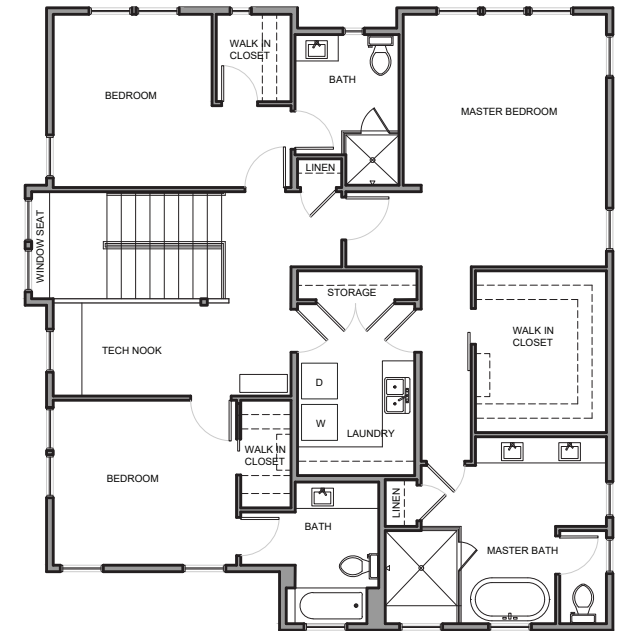 WALK IN
CLOSET
BEDROOM
BATH
MASTER BEDROOM
LINEN
WINDOW SEAT
STORAGE
WALK IN
CLOSET
TECH NOOK
D
W
LAUNDRY
WALK IN
CLOSET
BEDROOM
LINEN
BATH
MASTER BATH